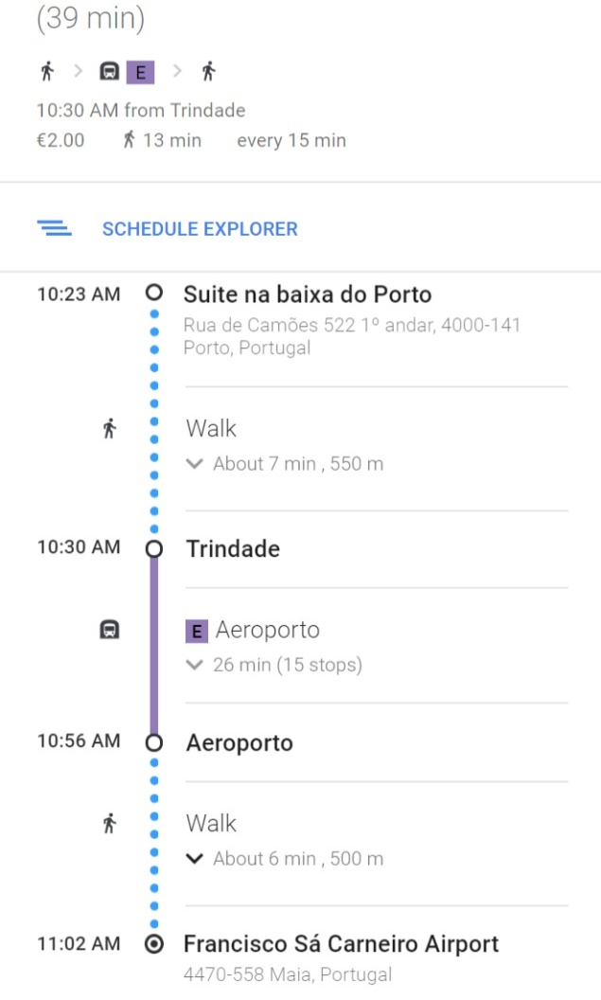 (39 min)
E
10:30 AM from Trindade
€2.00 13 min every 15 min
SCHEDULE EXPLORER
10:23 AM Suite na baixa do Porto
Rua de Camões 522 1º andar, 4000-141
Porto, Portugal
Walk
About 7 min , 550 m
10:30 AM Trindade
E Aeroporto
26 min (15 stops)
10:56 AM Aeroporto
Walk
About 6 min , 500 m
11:02 AM Francisco Sá Carneiro Airport
4470-558 Maia, Portugal